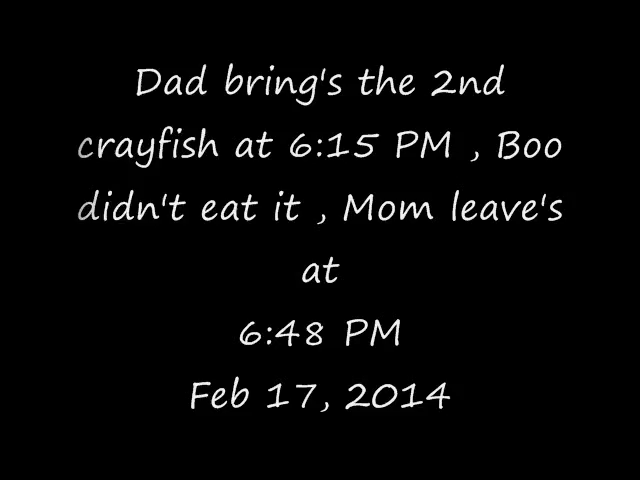 Dad bring's the 2nd
crayfish at 6:15 PM , Boo
didn't eat it , Mom leave's
at
6:48 PM
Feb 17, 2014